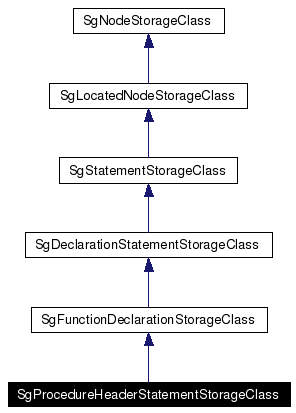 SgNodeStorageClass
SgLocatedNodeStorageClass
SgStatementStorageClass
SgDeclarationStatementStorageClass
SgFunctionDeclarationStorageClass
SgProcedureHeaderStatementStorageClass